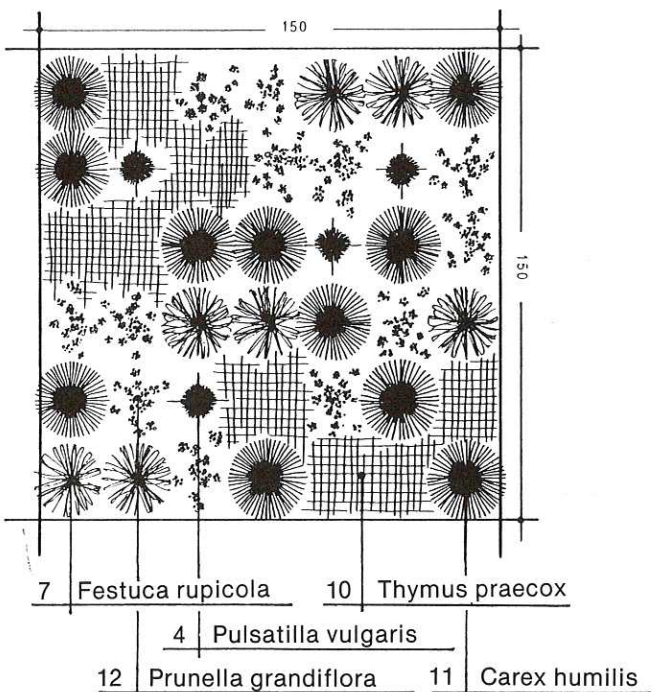 150
150
7 Festuca rupicola
10 Thymus praecox
4 Pulsatilla vulgaris
12 Prunella grandiflora
11 Carex humilis